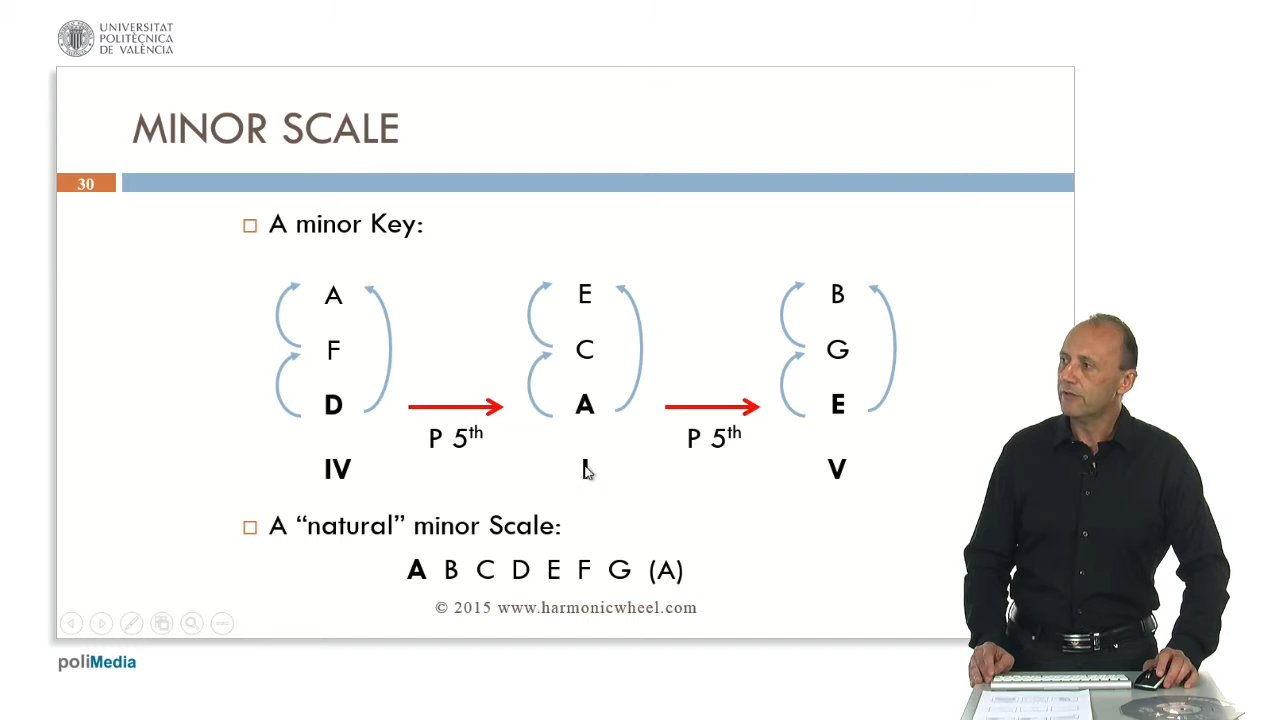 UNIVERSITAT
POLITÈCNICA
DE VALÈNCIA
MINOR SCALE
30
A minor Key:
A E B
F C G
D A E
P 5th P 5th
IV I V
A “natural” minor Scale:
A B C D E F G (A)
© 2015 www.harmonicwheel.com
poliMedia